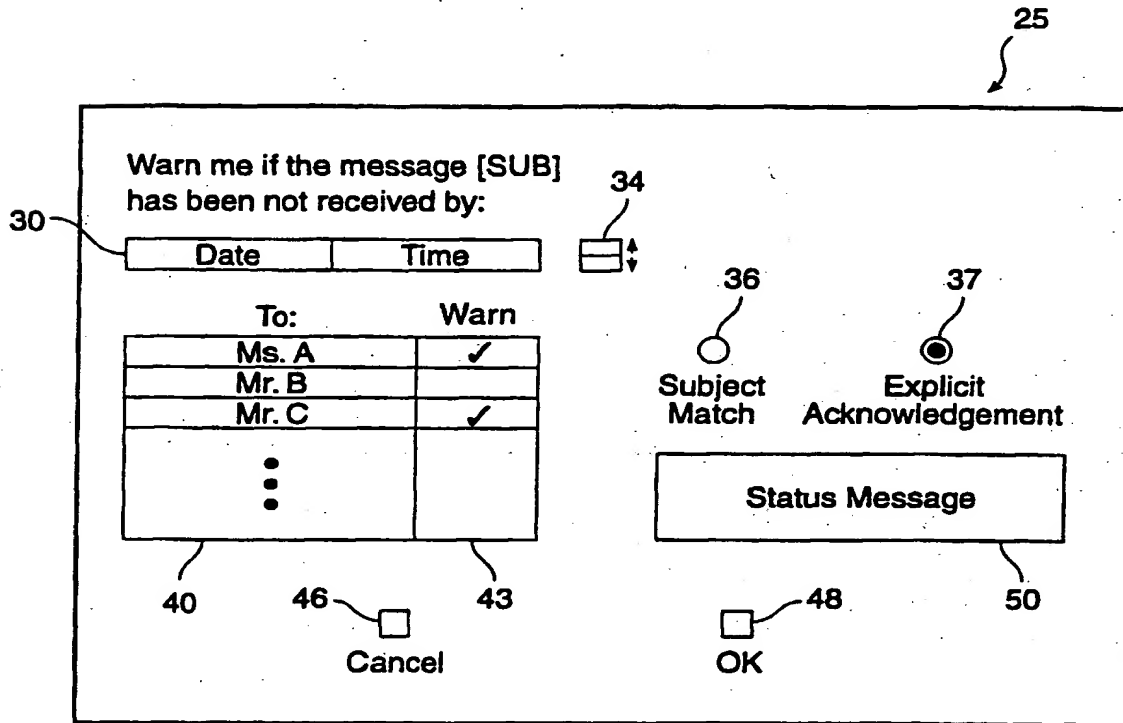 25
Warn me if the message [SUB]
has been not received by:
34
30
Date Time
36 37
To: Warn
Ms. A ✓
Mr. B
Mr. C ✓
Subject
Match
Explicit
Acknowledgement
Status Message
40 46 43 48 50
Cancel OK